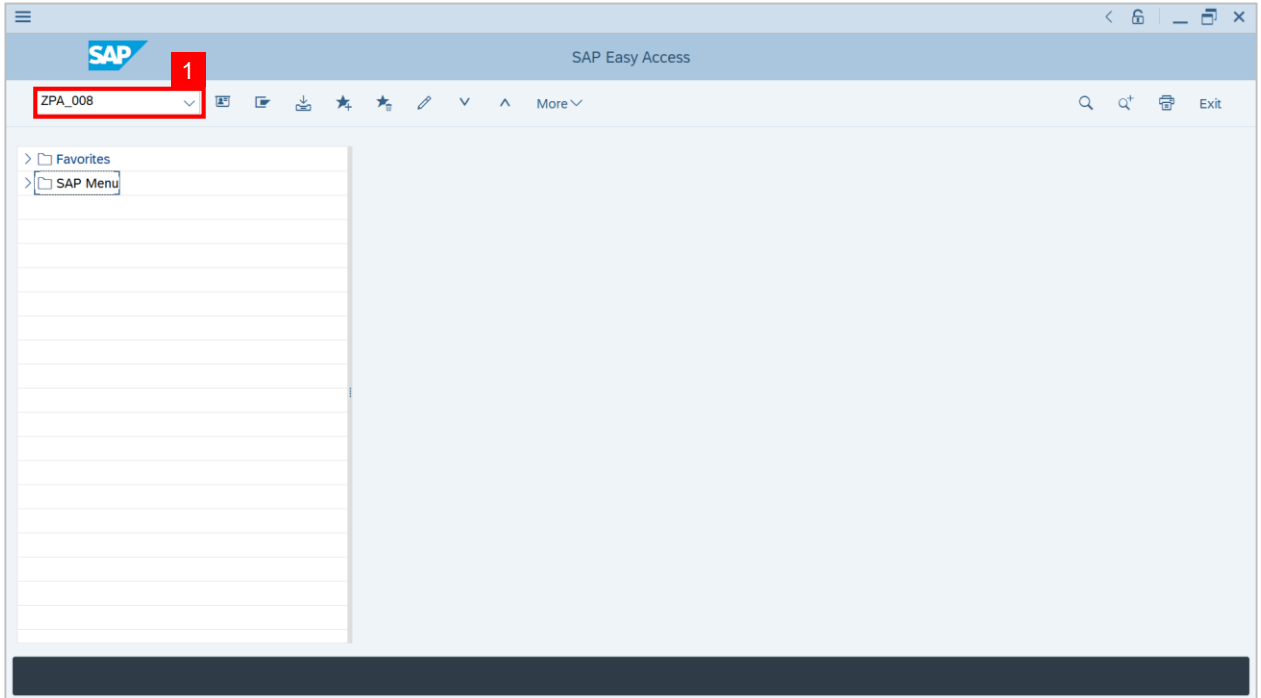 SAP
SAP Easy Access
1
ZPA_008
More
Exit
Favorites
SAP Menu